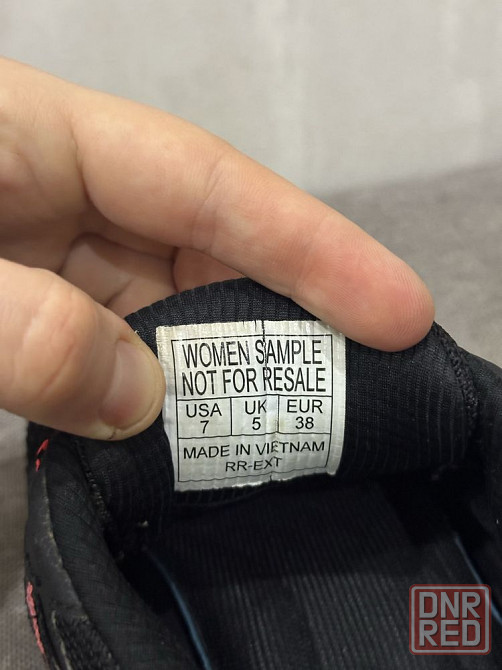 WOMEN SAMPLE
NOT FOR RESALE
USA UK EUR
7 5 38
MADE IN VIETNAM
RR-EXT
DNR
RED